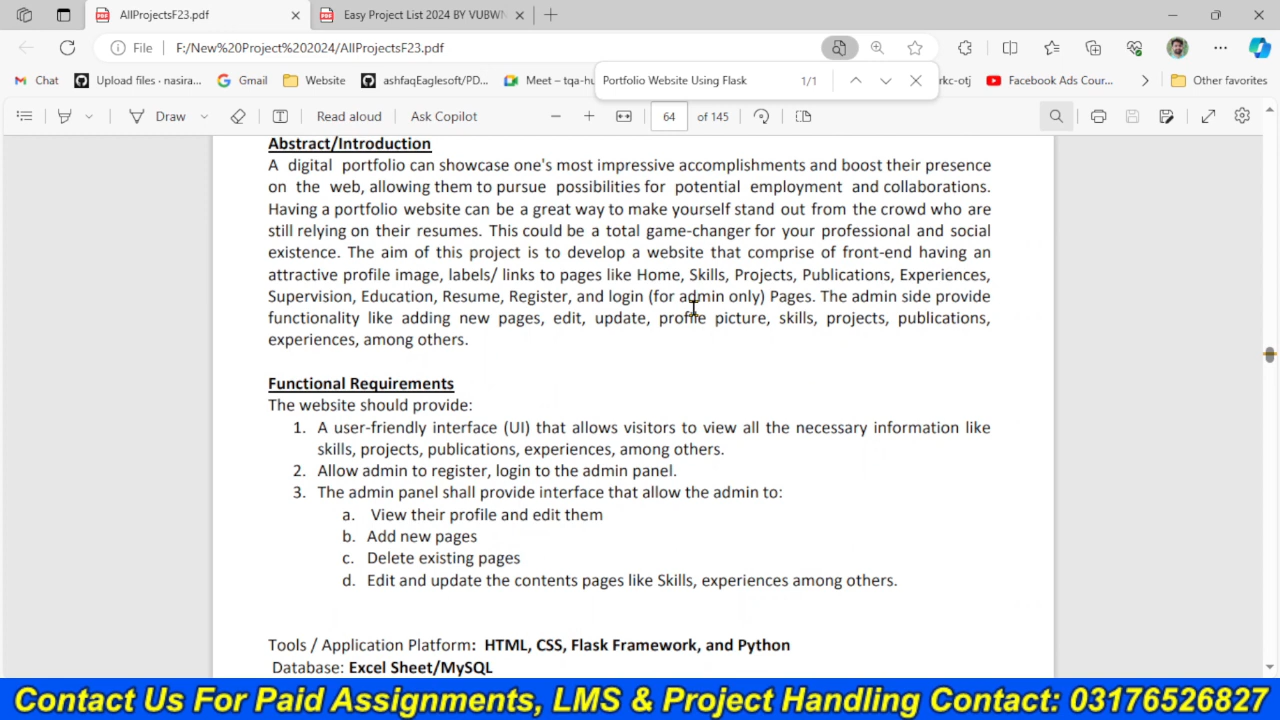 AllProjectsF23.pdf
Easy Project List 2024 BY VUBWN
File
F:/New%20Project%202024/AllProjectsF23.pdf
Chat
Upload files · nasira...
Gmail
Website
ashfaqEaglesoft/PD...
Meet – tqa-hu
Portfolio Website Using Flask
1/1
rkc-otj
Facebook Ads Cour...
Other favorites
Draw
Read aloud
Ask Copilot
64
of 145
Abstract/Introduction
A digital portfolio can showcase one's most impressive accomplishments and boost their presence
on the web, allowing them to pursue possibilities for potential employment and collaborations.
Having a portfolio website can be a great way to make yourself stand out from the crowd who are
still relying on their resumes. This could be a total game-changer for your professional and social
existence. The aim of this project is to develop a website that comprise of front-end having an
attractive profile image, labels/ links to pages like Home, Skills, Projects, Publications, Experiences,
Supervision, Education, Resume, Register, and login (for admin only) Pages. The admin side provide
functionality like adding new pages, edit, update, profile picture, skills, projects, publications,
experiences, among others.
Functional Requirements
The website should provide:
1. A user-friendly interface (UI) that allows visitors to view all the necessary information like
skills, projects, publications, experiences, among others.
2. Allow admin to register, login to the admin panel.
3. The admin panel shall provide interface that allow the admin to:
a. View their profile and edit them
b. Add new pages
c. Delete existing pages
d. Edit and update the contents pages like Skills, experiences among others.
Tools / Application Platform: HTML, CSS, Flask Framework, and Python
Database: Excel Sheet/MySQL
Contact Us For Paid Assignments, LMS & Project Handling Contact: 03176526827